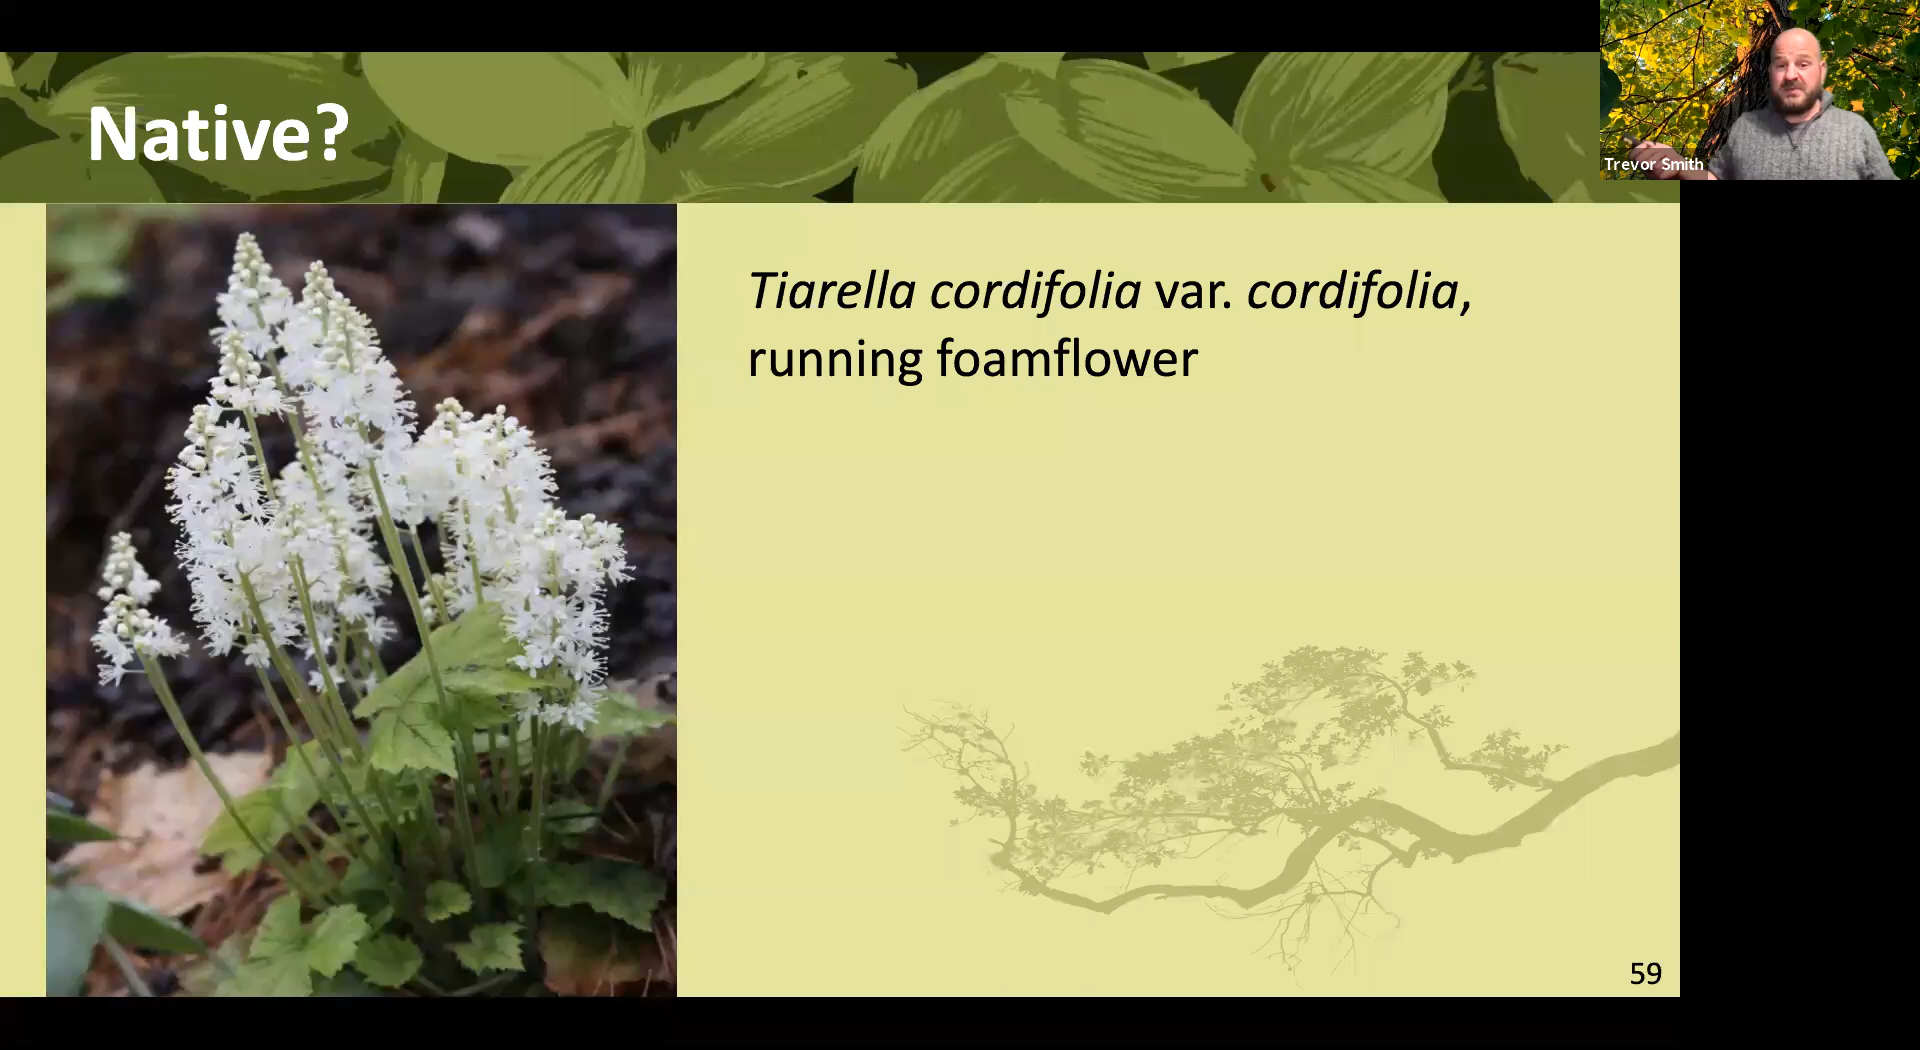 Native?
Trevor Smith
Tiarella cordifolia var. cordifolia,
running foamflower
59